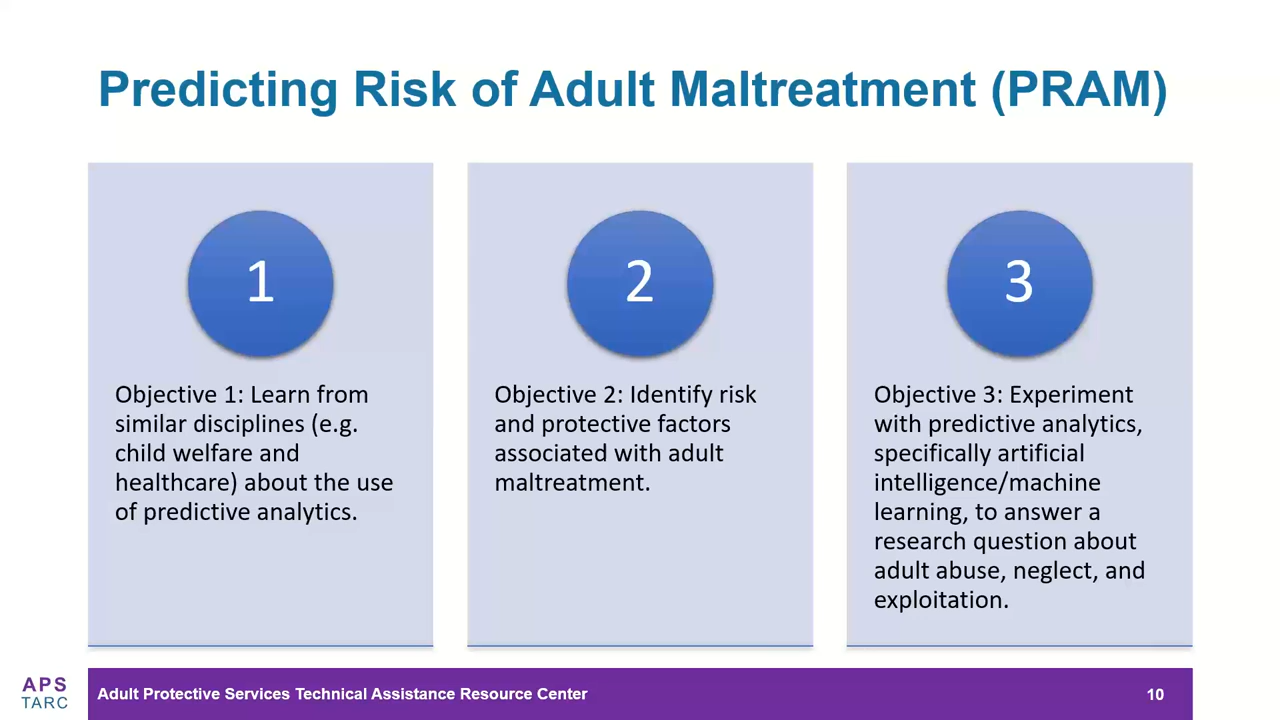 Predicting Risk of Adult Maltreatment (PRAM)
1
Objective 1: Learn from
similar disciplines (e.g.
child welfare and
healthcare) about the use
of predictive analytics.
2
Objective 2: Identify risk
and protective factors
associated with adult
maltreatment.
3
Objective 3: Experiment
with predictive analytics,
specifically artificial
intelligence/machine
learning, to answer a
research question about
adult abuse, neglect, and
exploitation.
APS
TARC
Adult Protective Services Technical Assistance Resource Center
10